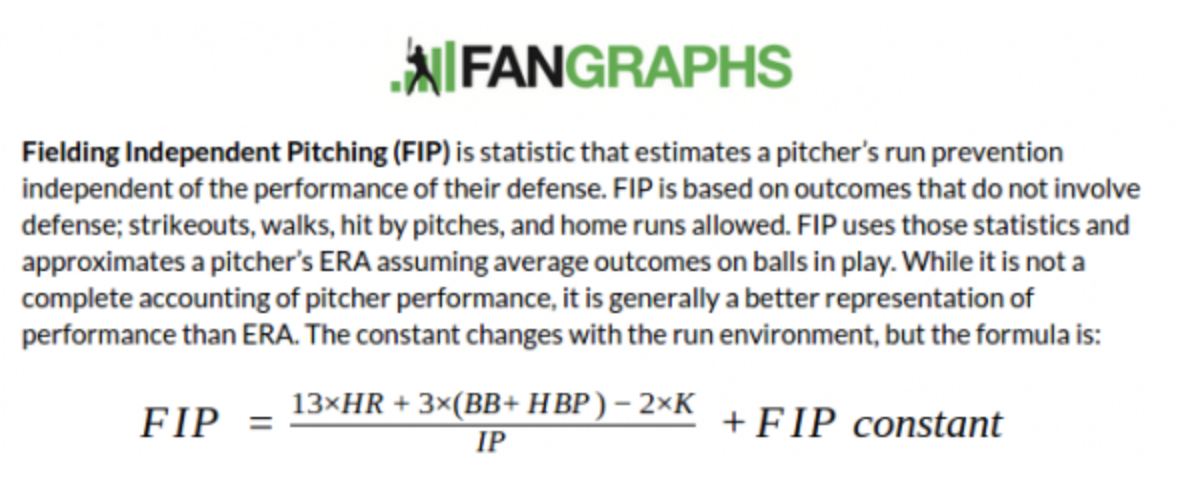 FANGRAPHS
Fielding Independent Pitching (FIP) is statistic that estimates a pitcher's run prevention
independent of the performance of their defense. FIP is based on outcomes that do not involve
defense; strikeouts, walks, hit by pitches, and home runs allowed. FIP uses those statistics and
approximates a pitcher's ERA assuming average outcomes on balls in play. While it is not a
complete accounting of pitcher performance, it is generally a better representation of
performance than ERA. The constant changes with the run environment, but the formula is:
13×HR + 3×(BB+ HBP) − 2×K
FIP = + FIP constant
IP